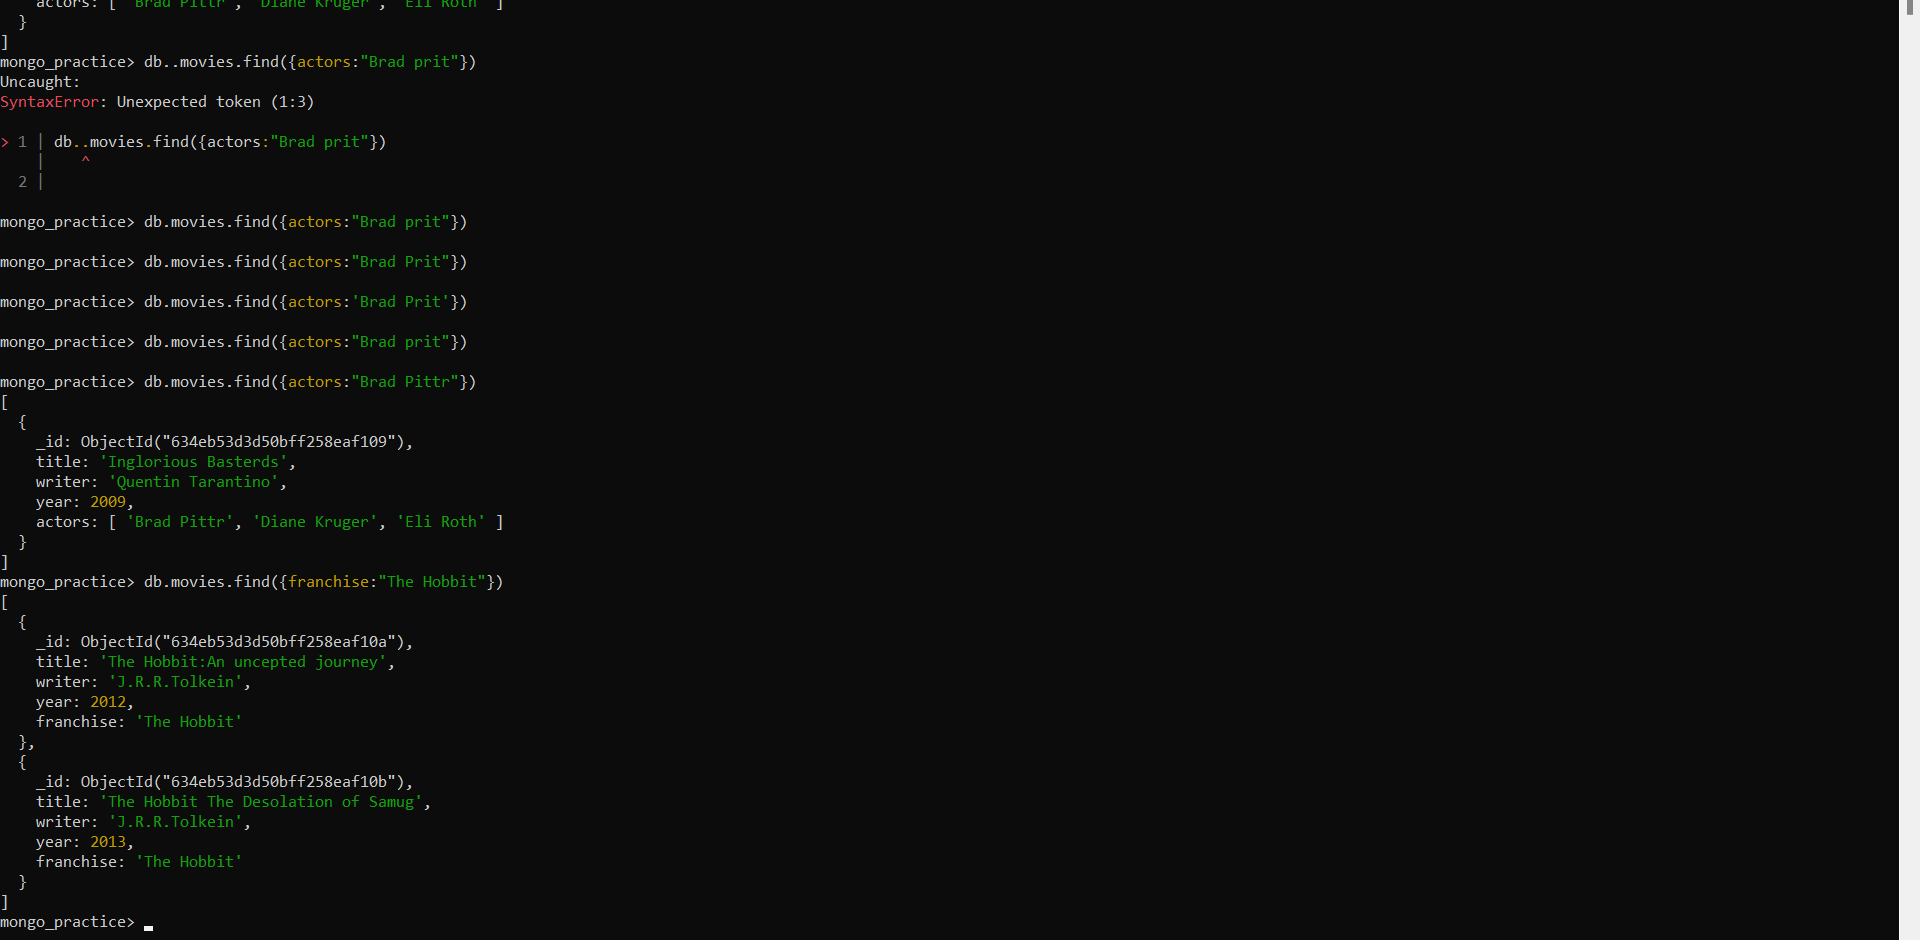 actors: [ 'Brad Pittr', 'Diane Kruger', 'Eli Roth' ]
}
]
mongo_practice> db..movies.find({actors:"Brad prit"})
Uncaught:
SyntaxError: Unexpected token (1:3)
> 1 | db..movies.find({actors:"Brad prit"})
| ^
2 |
mongo_practice> db.movies.find({actors:"Brad prit"})
mongo_practice> db.movies.find({actors:"Brad Prit"})
mongo_practice> db.movies.find({actors:'Brad Prit'})
mongo_practice> db.movies.find({actors:"Brad prit"})
mongo_practice> db.movies.find({actors:"Brad Pittr"})
[
{
_id: ObjectId("634eb53d3d50bff258eaf109"),
title: 'Inglorious Basterds',
writer: 'Quentin Tarantino',
year: 2009,
actors: [ 'Brad Pittr', 'Diane Kruger', 'Eli Roth' ]
}
]
mongo_practice> db.movies.find({franchise:"The Hobbit"})
[
{
_id: ObjectId("634eb53d3d50bff258eaf10a"),
title: 'The Hobbit:An uncepted journey',
writer: 'J.R.R.Tolkein',
year: 2012,
franchise: 'The Hobbit'
},
{
_id: ObjectId("634eb53d3d50bff258eaf10b"),
title: 'The Hobbit The Desolation of Samug',
writer: 'J.R.R.Tolkein',
year: 2013,
franchise: 'The Hobbit'
}
]
mongo_practice>